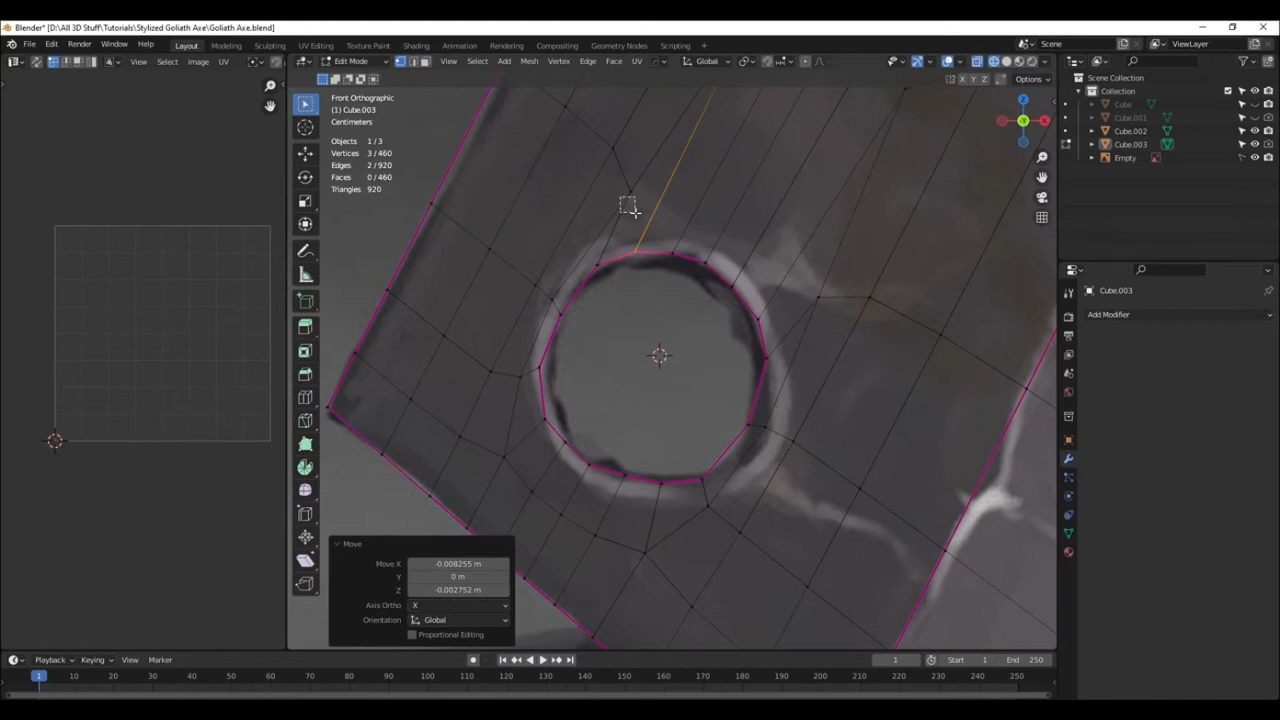 Blender* [D:\All 3D Stuff\Tutorials\Stylized Goliath Axe\Goliath Axe.blend]
File Edit Render Window Help Layout Modeling Sculpting UV Editing Texture Paint Shading Animation Rendering Compositing Geometry Nodes Scripting + Scene ViewLayer
View Select Image UV Edit Mode View Select Add Mesh Vertex Edge Face UV Global
X Y Z Options
Front Orthographic
(1) Cube.003
Centimeters
Objects 1/3
Vertices 3/460
Edges 2/920
Faces 0/460
Triangles 920
Z
Y
X
Scene Collection
Collection
Cube
Cube.001
Cube.002
Cube.003
Empty
Cube.003
Add Modifier
Move
Move X -0.008255 m
Y 0 m
Z -0.002752 m
Axis Ortho X
Orientation Global
Proportional Editing
Playback Keying View Marker 1 Start 1 End 250
1 10 20 30 40 50 60 70 80 90 100 110 120 130 140 150 160 170 180 190 200 210 220 230 240 250